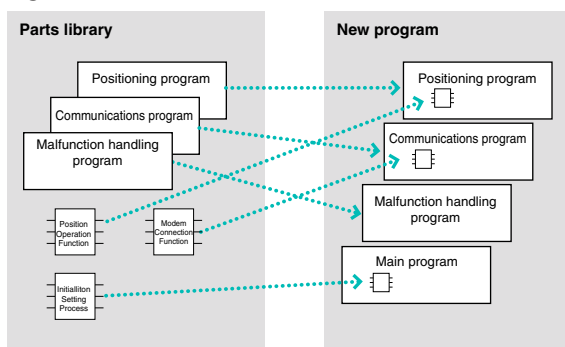 Parts library
Positioning program
Communications program
Malfunction handling
program
Position
Operation
Function
Modem
Connection
Function
Initialliton
Setting
Process
New program
Positioning program
Communications program
Malfunction handling
program
Main program